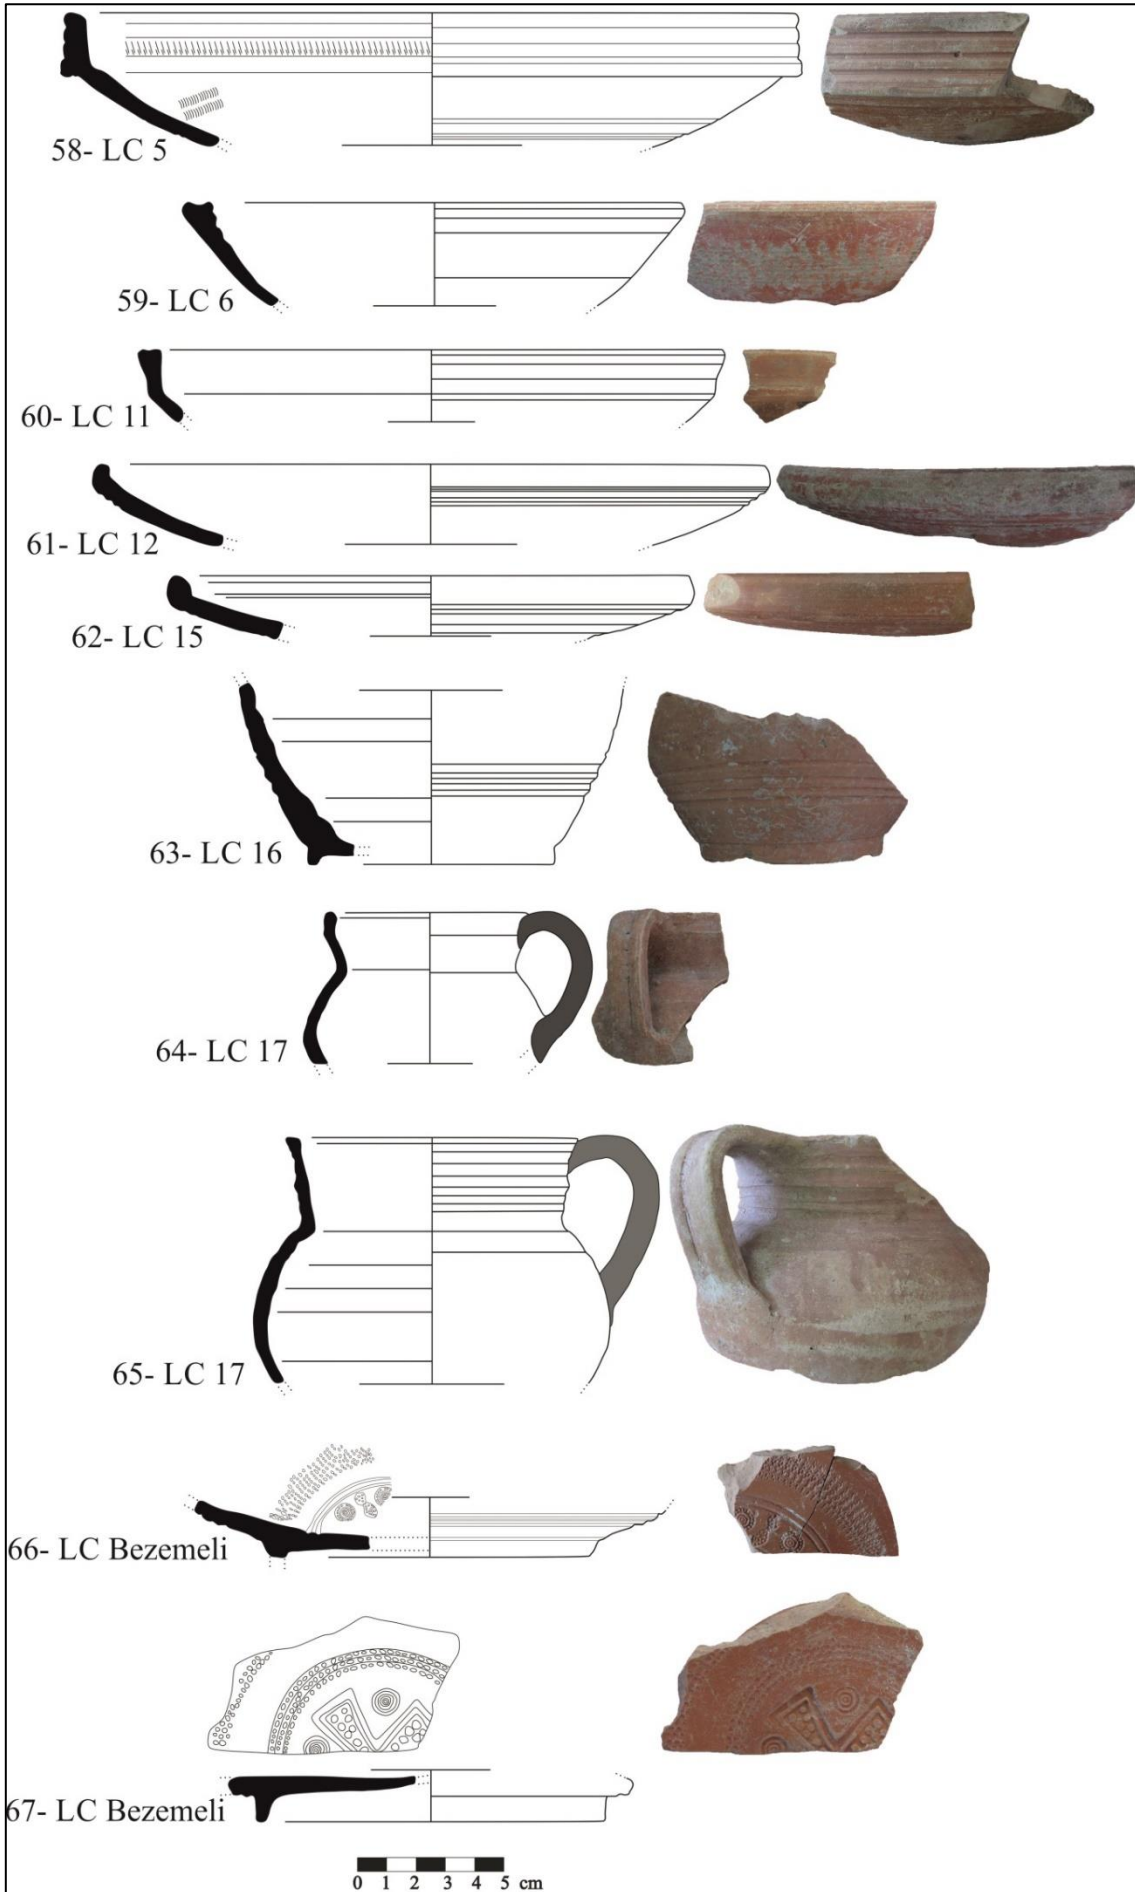 58- LC 5
59- LC 6
60- LC 11
61- LC 12
62- LC 15
63- LC 16
64- LC 17
65- LC 17
66- LC Bezemeli
67- LC Bezemeli
0 1 2 3 4 5 cm